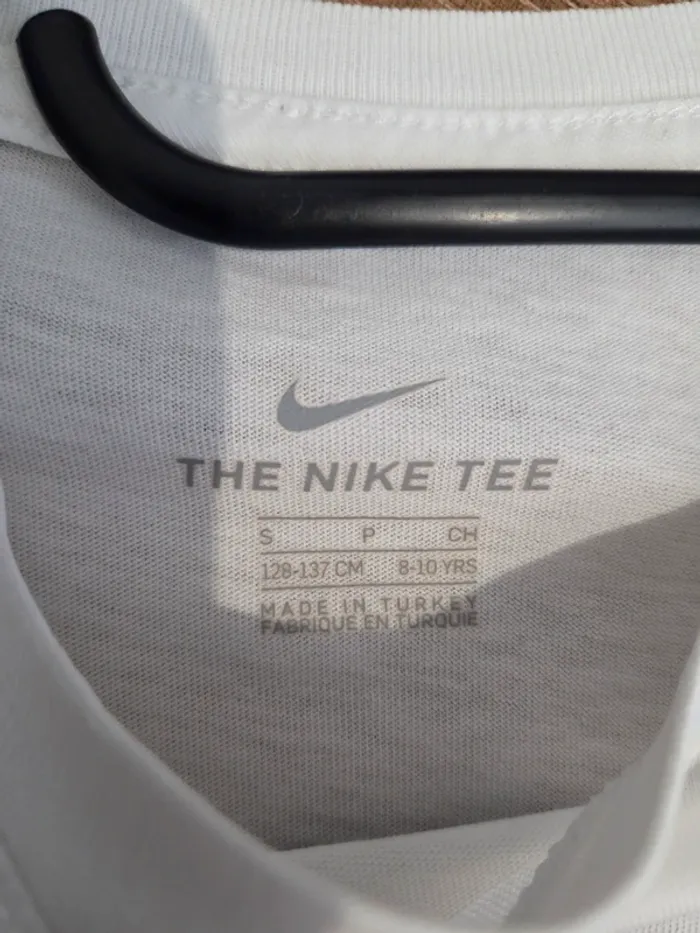 THE NIKE TEE
S P CH
128-137 CM 8-10 YRS
MADE IN TURKEY
FABRIQUE EN TURQUIE